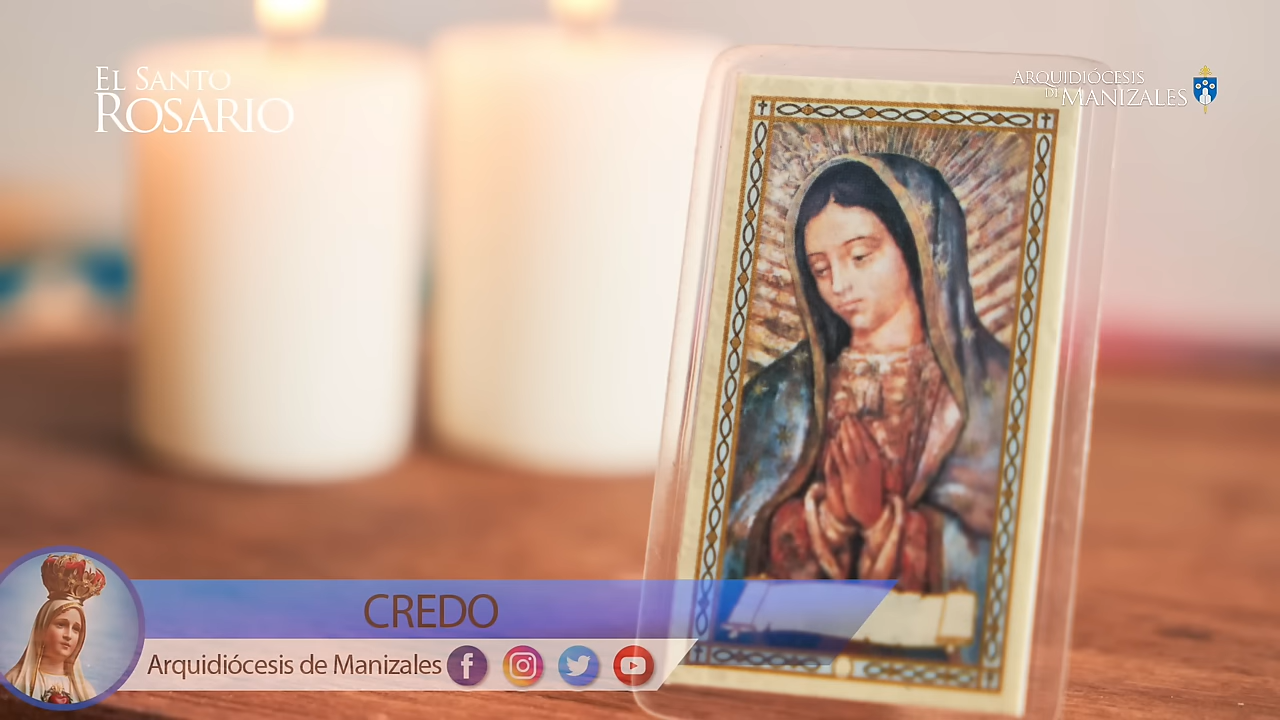 EL SANTO
ROSARIO
ARQUIDIÓCESIS
DE MANIZALES
CREDO
Arquidiócesis de Manizales